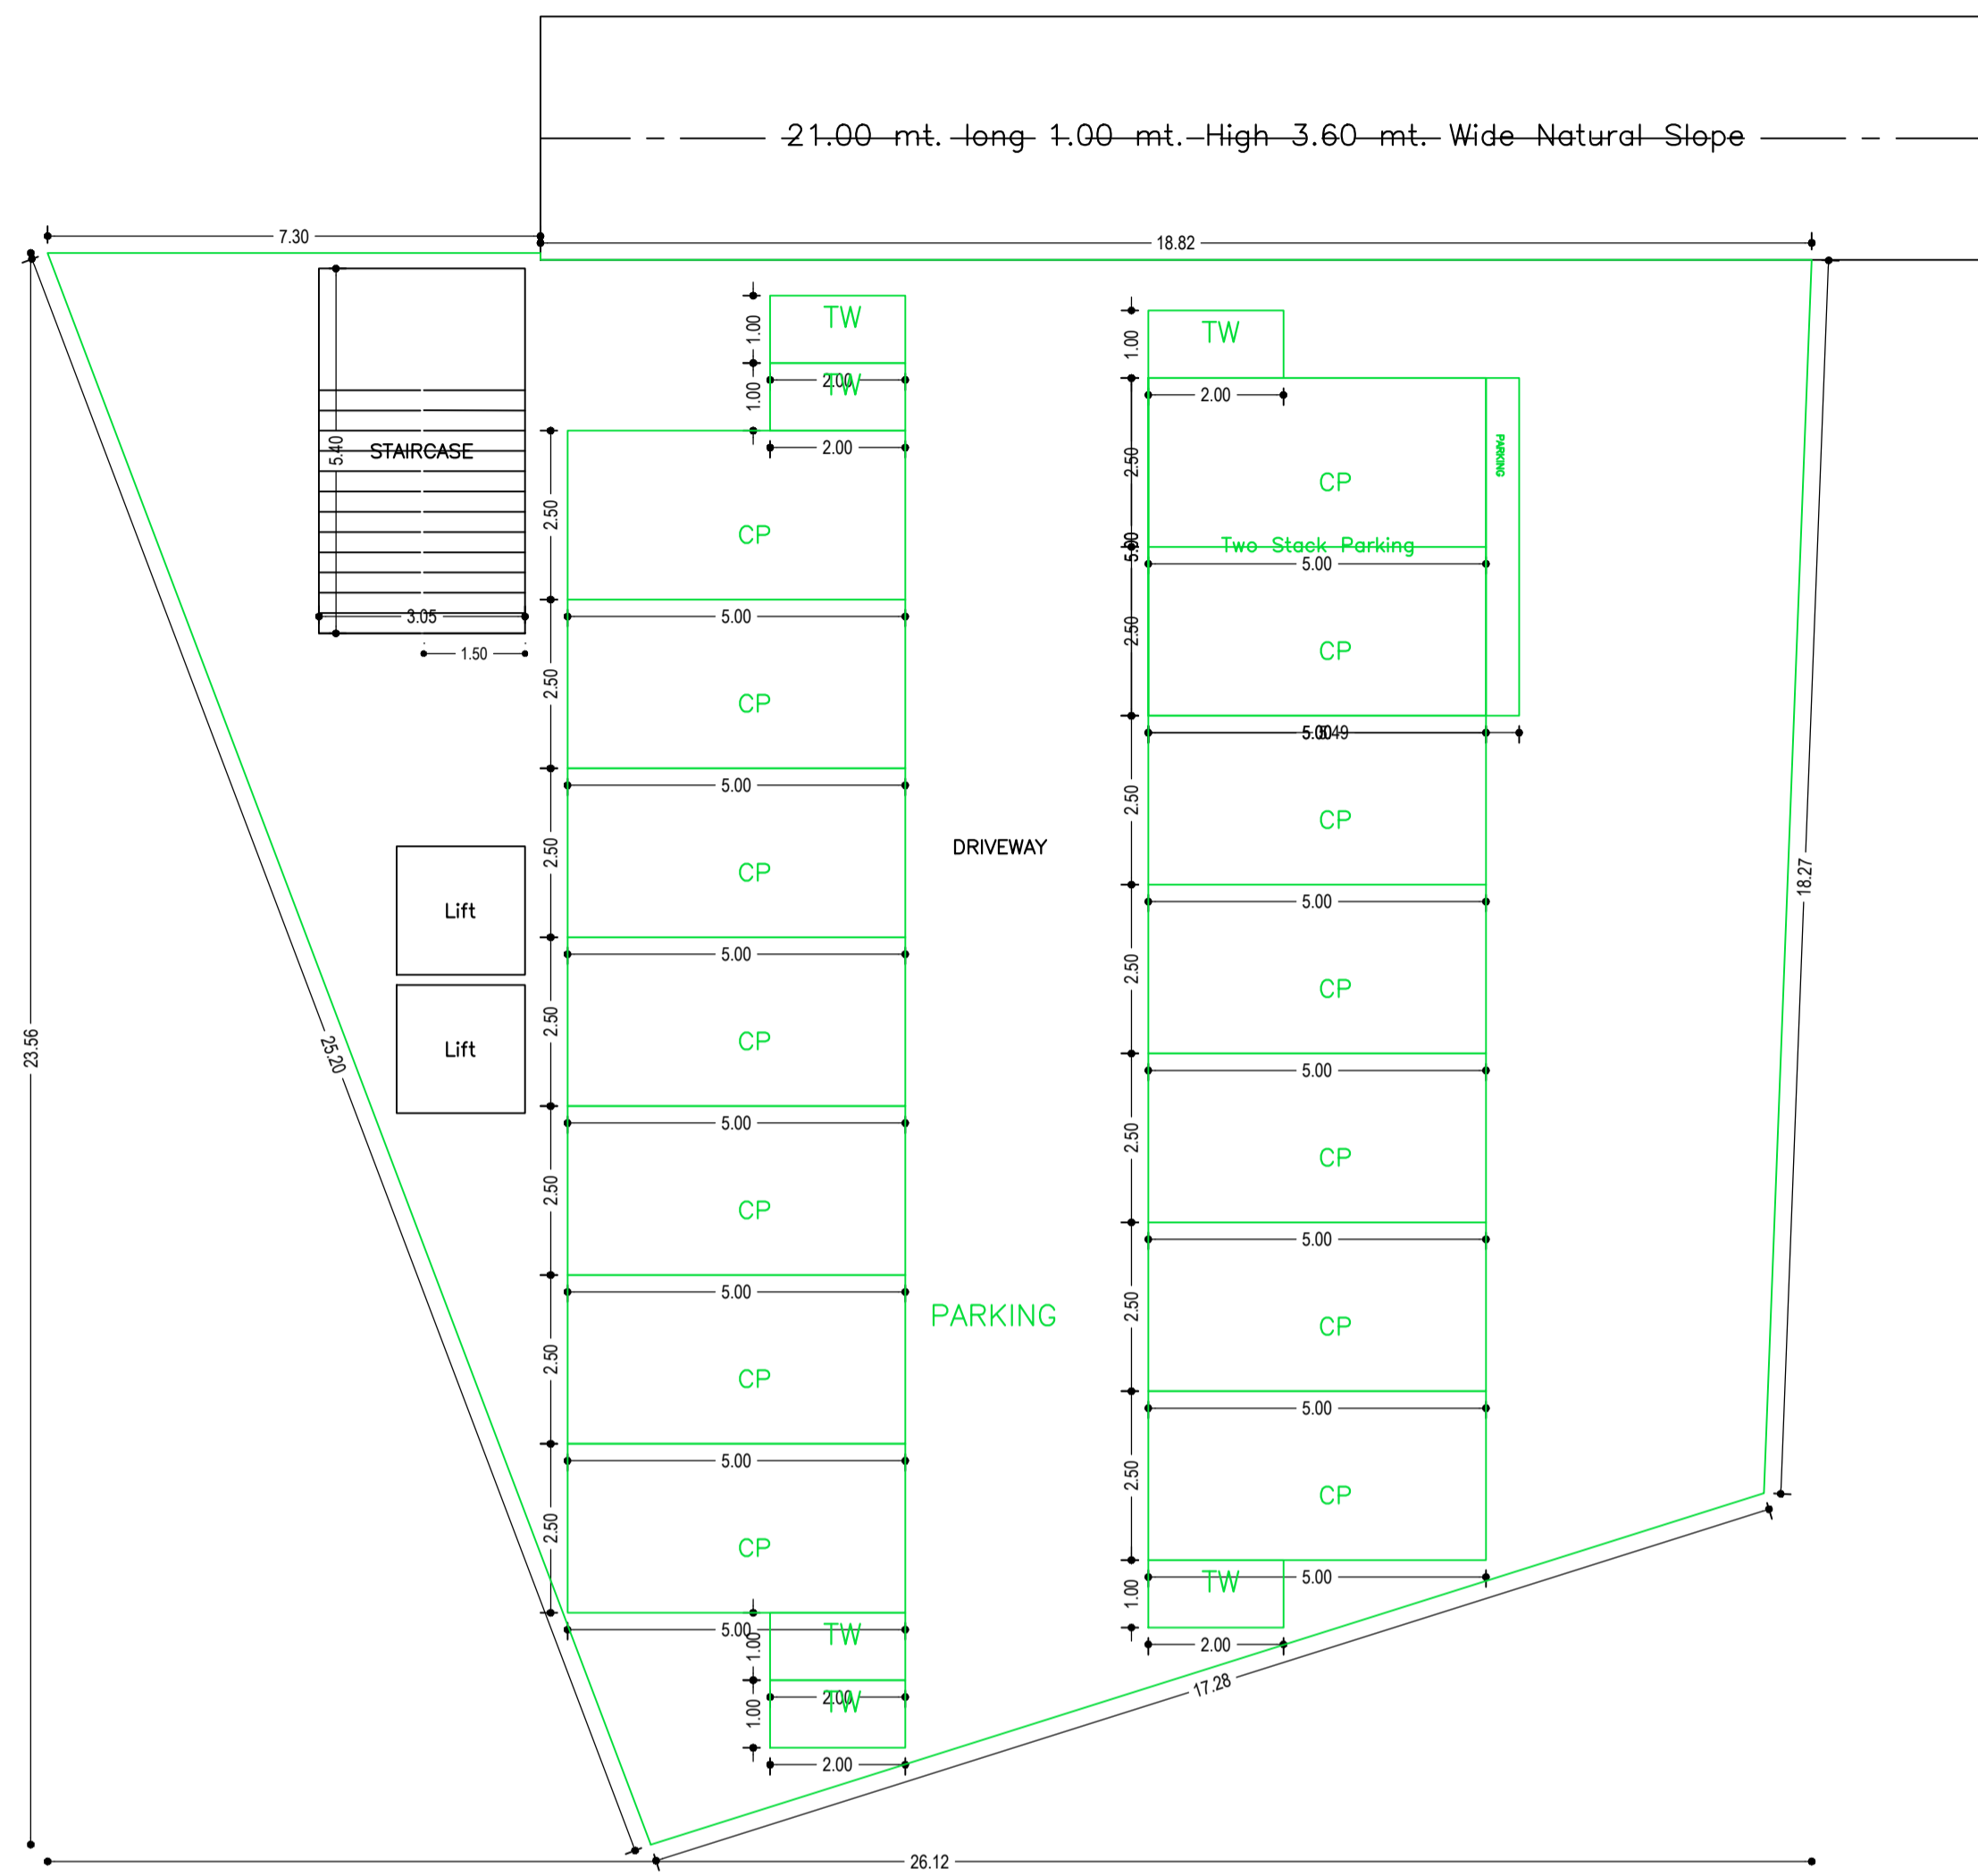 21.00 mt. long 1.00 mt. High 3.60 mt. Wide Natural Slope
7.30
18.82
1.00
TW
2.00
1.00
TW
2.00
1.00
TW
2.00
STAIRCASE
5.40
3.05
1.50
2.50
CP
5.00
2.50
CP
5.00
2.50
CP
5.00
2.50
CP
5.00
2.50
CP
5.00
2.50
CP
5.00
2.50
CP
5.00
1.00
TW
2.00
1.00
TW
2.00
Lift
Lift
DRIVEWAY
PARKING
2.50
CP
PARKING
Two Stack Parking
5.00
5.00
2.50
CP
5.00
5.49
2.50
CP
5.00
2.50
CP
5.00
2.50
CP
5.00
2.50
CP
5.00
2.50
CP
5.00
1.00
TW
2.00
23.56
25.20
18.27
17.28
26.12